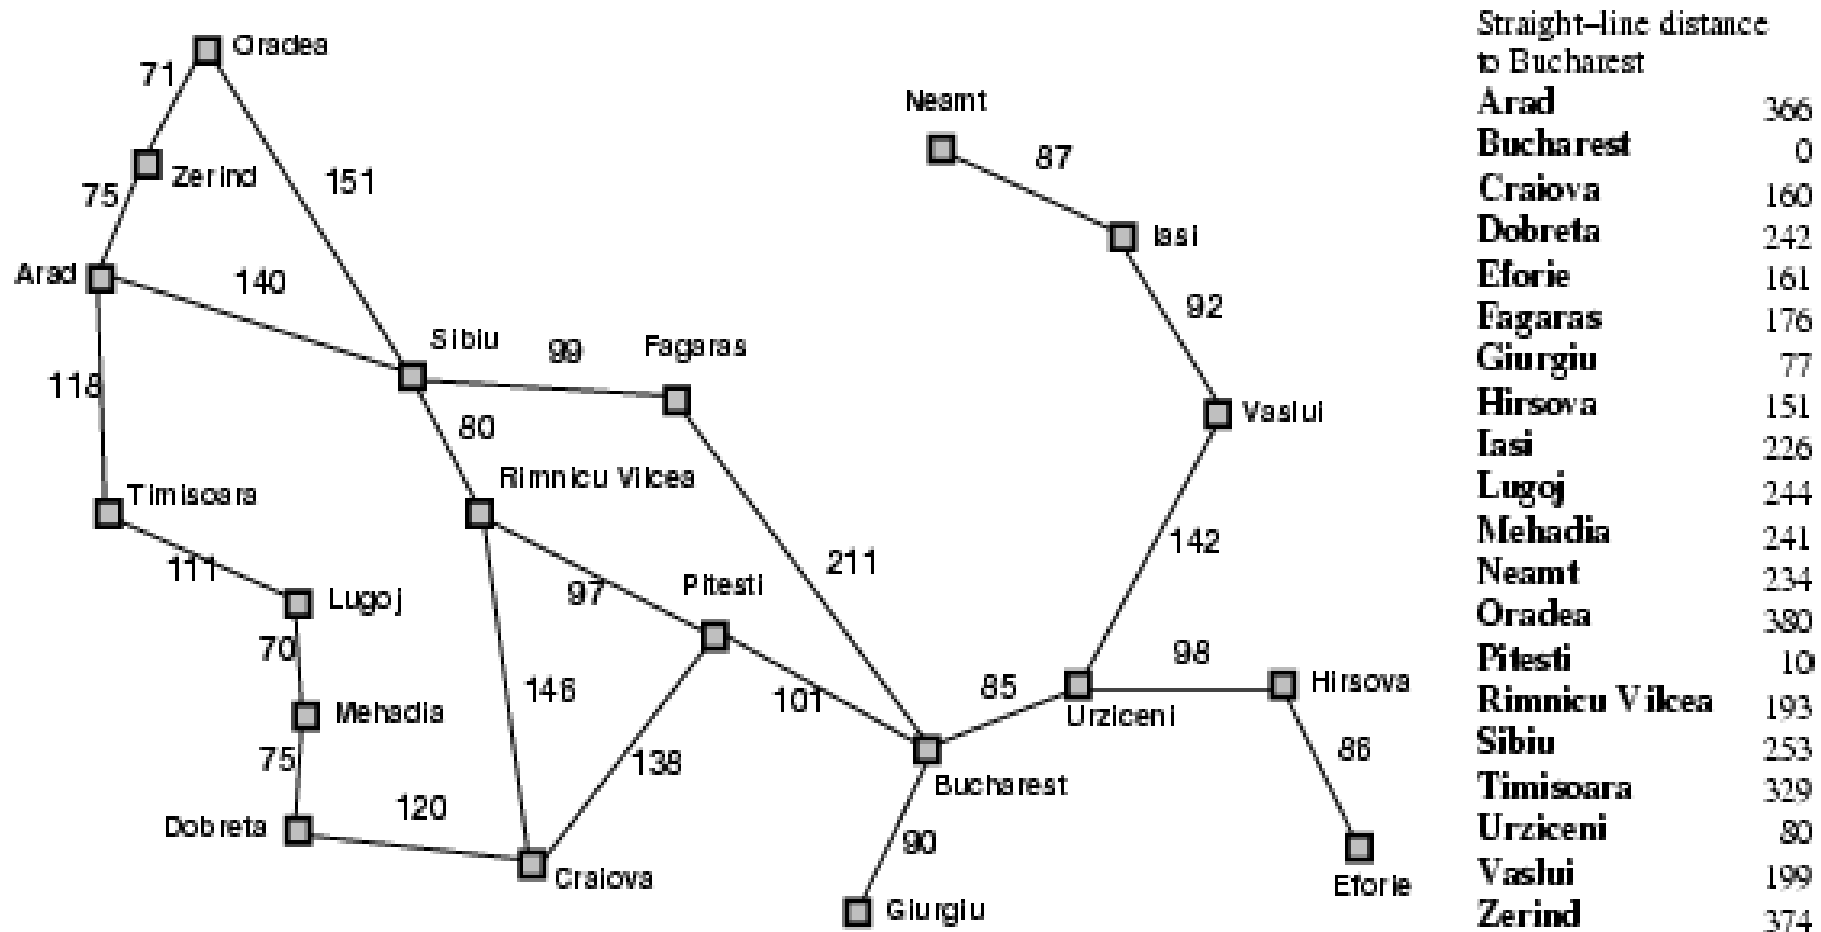 Oradea
71
Zerind
151
75
Arad
140
118
Sibiu
99
Fagaras
80
Rimnicu Vilcea
Timisoara
111
Lugoj
97
Pitesti
211
70
146
101
Mehadia
75
138
Dobreta
120
Craiova
Bucharest
90
Giurgiu
Neamt
87
Iasi
92
Vaslui
142
98
85
Hirsova
Urziceni
86
Eforie
Straight–line distance
to Bucharest
Arad 366
Bucharest 0
Craiova 160
Dobreta 242
Eforie 161
Fagaras 176
Giurgiu 77
Hirsova 151
Iasi 226
Lugoj 244
Mehadia 241
Neamt 234
Oradea 380
Pitesti 10
Rimnicu Vilcea 193
Sibiu 253
Timisoara 329
Urziceni 80
Vaslui 199
Zerind 374